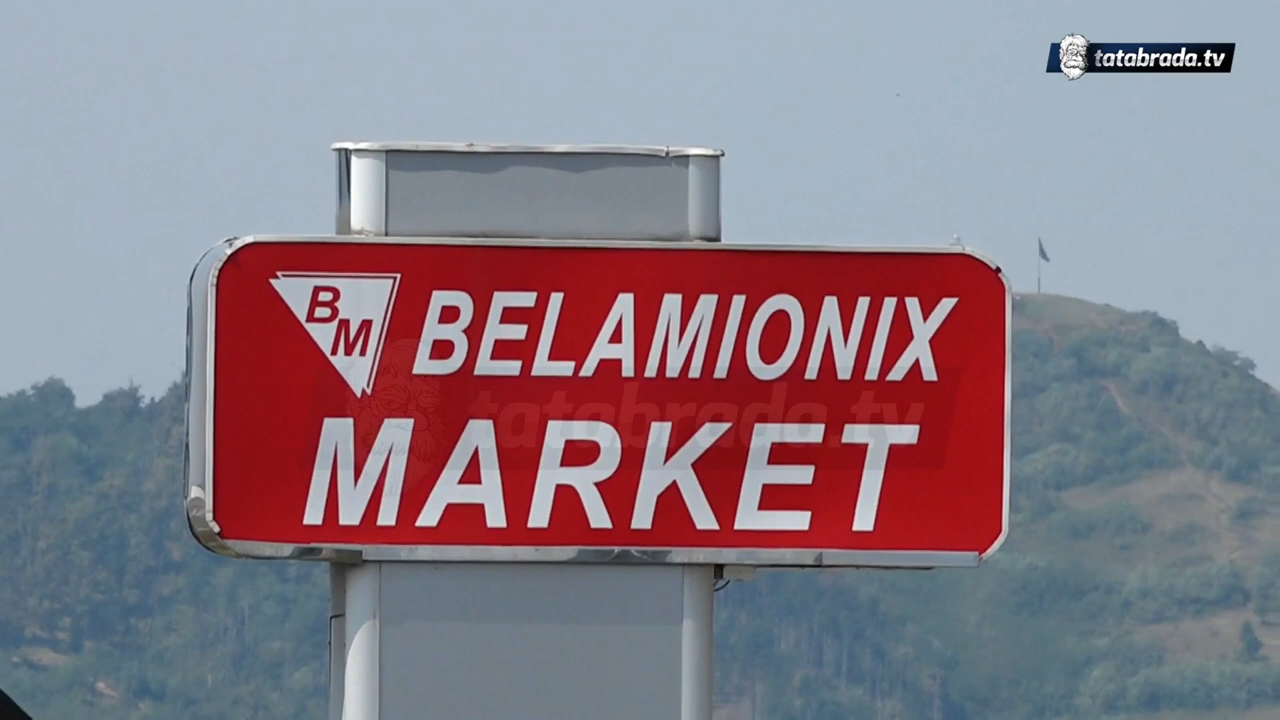 tatabrada.tv
BM
BELAMIONIX
MARKET
tatabrada.tv